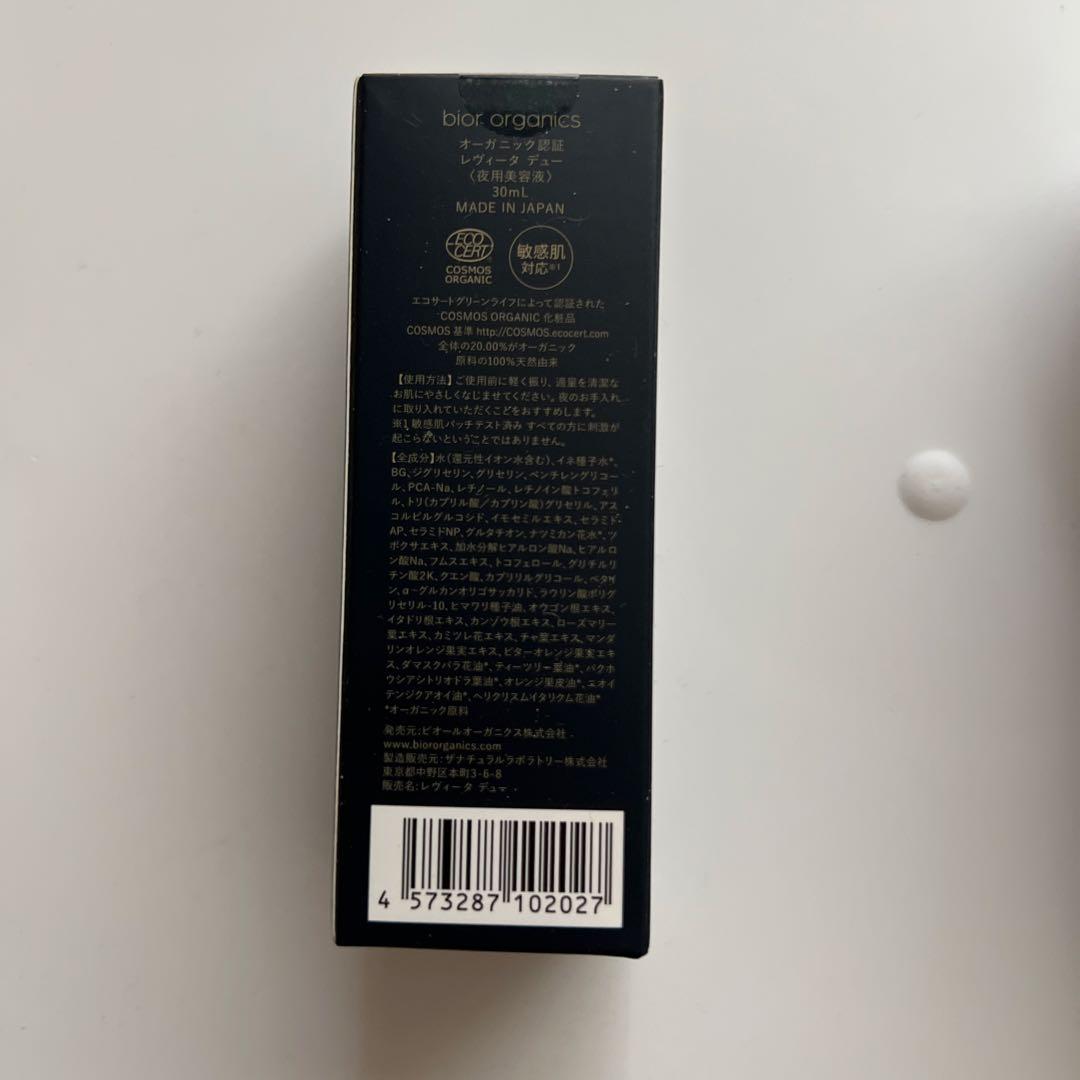 bior organics
オーガニック認証
レヴィータ デュー
〈夜用美容液〉
30mL
MADE IN JAPAN
ECO
CERT
COSMOS
ORGANIC
敏感肌
対応※1
エコサートグリーンライフによって認証された
COSMOS ORGANIC 化粧品
COSMOS 基準 http://COSMOS.ecocert.com
全体の20.00%がオーガニック
原料の100%天然由来
【使用方法】ご使用前に軽く振り、適量を清潔な
お肌にやさしくなじませてください。夜のお手入れ
に取り入れていただくことをおすすめします。
※1 敏感肌パッチテスト済み すべての方に刺激が
起こらないということではありません。
【全成分】水(還元性イオン水含む)、イネ種子水*、
BG、ジグリセリン、グリセリン、ペンチレングリコー
ル、PCA-Na、レチノール、レチノイン酸トコフェリ
ル、トリ(カプリル酸／カプリン酸)グリセリル、アス
コルビルグルコシド、イモセミルエキス、セラミド
AP、セラミドNP、グルタチオン、ナツミカン花水*、ツ
ボクサエキス、加水分解ヒアルロン酸Na、ヒアルロ
ン酸Na、フムスエキス、トコフェロール、グリチルリ
チン酸2K、クエン酸、カプリリルグリコール、ベタイ
ン、α-グルカンオリゴサッカリド、ラウリン酸ポリグ
リセリル-10、ヒマワリ種子油、オウゴン根エキス、
イタドリ根エキス、カンゾウ根エキス、ローズマリー
葉エキス、カミツレ花エキス、チャ葉エキス、マンダ
リンオレンジ果実エキス、ビターオレンジ果実エキ
ス、ダマスクバラ花油*、ティーツリー葉油*、バクホ
ウシアシトリオドラ葉油*、オレンジ果皮油*、ニオイ
テンジクアオイ油*、ヘリクリスムイタリクム花油*
*オーガニック原料
発売元：ビオールオーガニクス株式会社
www.biororganics.com
製造販売元：ザナチュラルラボラトリー株式会社
東京都中野区本町3-6-8
販売名：レヴィータ デュー
4 573287 102027